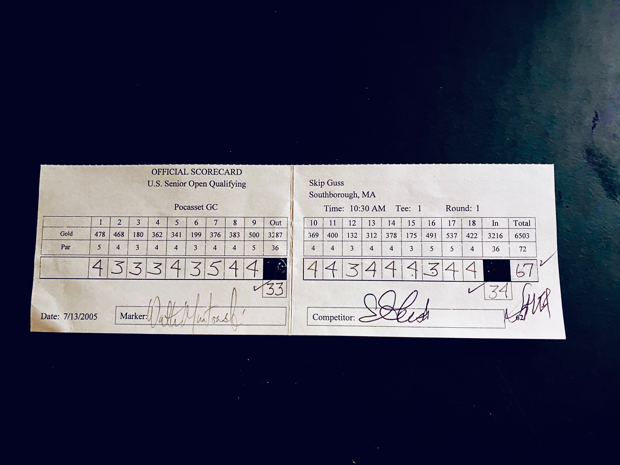 OFFICIAL SCORECARD
U.S. Senior Open Qualifying
Pocasset GC
1 2 3 4 5 6 7 8 9 Out
Gold 478 468 180 362 341 199 376 383 500 3287
Par 5 4 3 4 4 3 4 4 5 36
4 3 3 3 4 3 5 4 4
33
Date: 7/13/2005 Marker:
Skip Guss
Southborough, MA
Time: 10:30 AM Tee: 1 Round: 1
10 11 12 13 14 15 16 17 18 In Total
369 400 132 312 378 175 491 537 422 3216 6503
4 4 3 4 4 3 5 5 4 36 72
4 4 3 4 4 4 4 3 4 4 67
34
Competitor: